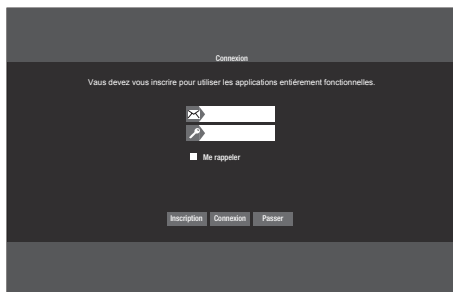 Connexion
Vaus devez vous inscrire pour utiliser les applications entiérement fonctionnelles.
Me rappeler
Inscription Connexion Passer